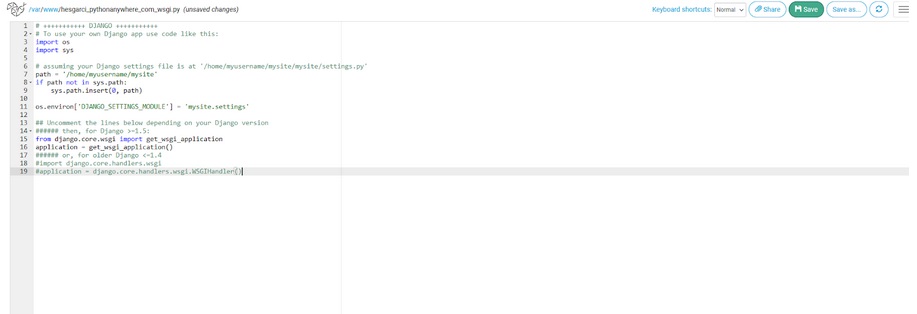 /var/www/hesgarci_pythonanywhere_com_wsgi.py (unsaved changes)
Keyboard shortcuts: Normal Share Save Save as...
1 # +++++++++++ DJANGO +++++++++++
2 # To use your own Django app use code like this:
3 import os
4 import sys
5
6 # assuming your Django settings file is at '/home/myusername/mysite/mysite/settings.py'
7 path = '/home/myusername/mysite'
8 if path not in sys.path:
9 sys.path.insert(0, path)
10
11 os.environ['DJANGO_SETTINGS_MODULE'] = 'mysite.settings'
12
13 ## Uncomment the lines below depending on your Django version
14 ###### then, for Django >=1.5:
15 from django.core.wsgi import get_wsgi_application
16 application = get_wsgi_application()
17 ###### or, for older Django <=1.4
18 #import django.core.handlers.wsgi
19 #application = django.core.handlers.wsgi.WSGIHandler()